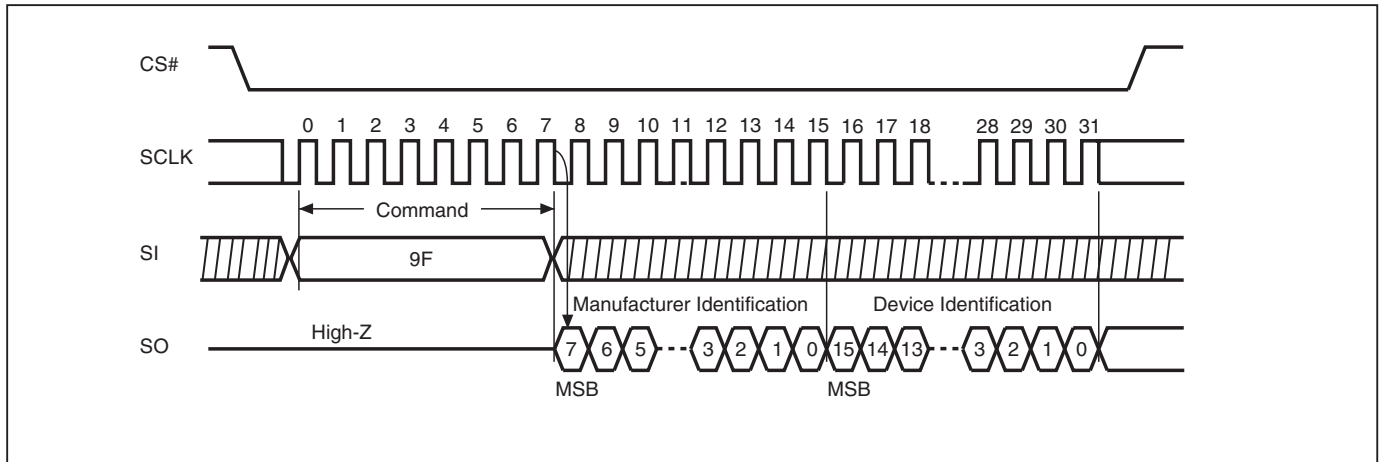 CS#
0 1 2 3 4 5 6 7 8 9 10 11 12 13 14 15 16 17 18 28 29 30 31
SCLK
Command
SI
9F
Manufacturer Identification Device Identification
High-Z
SO
7 6 5 3 2 1 0 15 14 13 3 2 1 0
MSB MSB